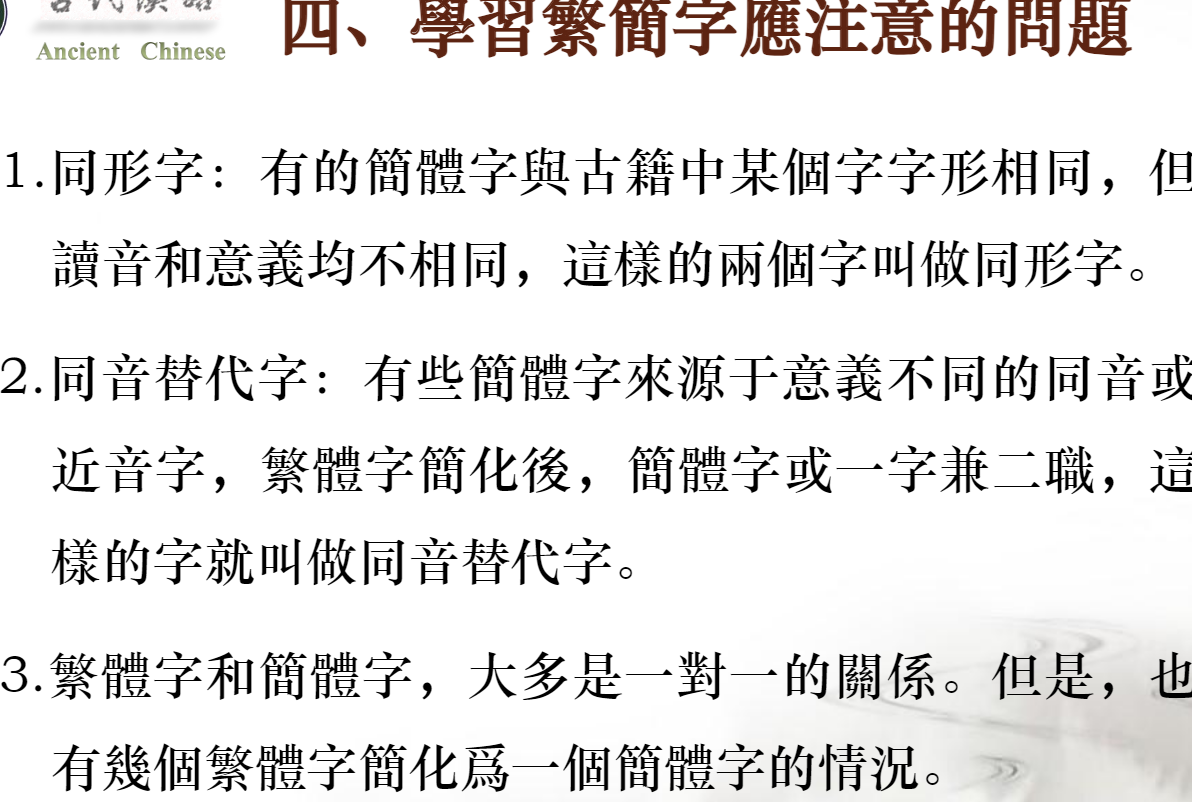 古代漢語
Ancient Chinese
四、學習繁簡字應注意的問題
1.同形字：有的簡體字與古籍中某個字字形相同，但
讀音和意義均不相同，這樣的兩個字叫做同形字。
2.同音替代字：有些簡體字來源于意義不同的同音或
近音字，繁體字簡化後，簡體字或一字兼二職，這
樣的字就叫做同音替代字。
3.繁體字和簡體字，大多是一對一的關係。但是，也
有幾個繁體字簡化爲一個簡體字的情況。